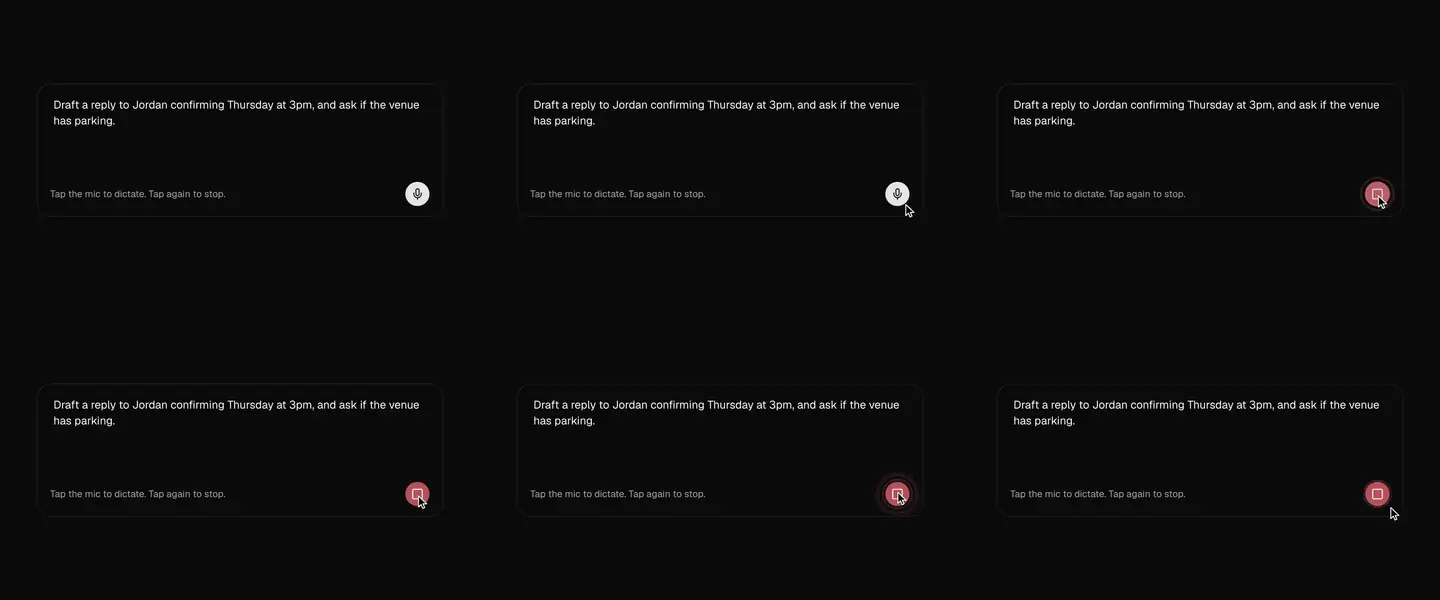 Draft a reply to Jordan confirming Thursday at 3pm, and ask if the venue
has parking.
Tap the mic to dictate. Tap again to stop.
Draft a reply to Jordan confirming Thursday at 3pm, and ask if the venue
has parking.
Tap the mic to dictate. Tap again to stop.
Draft a reply to Jordan confirming Thursday at 3pm, and ask if the venue
has parking.
Tap the mic to dictate. Tap again to stop.
Draft a reply to Jordan confirming Thursday at 3pm, and ask if the venue
has parking.
Tap the mic to dictate. Tap again to stop.
Draft a reply to Jordan confirming Thursday at 3pm, and ask if the venue
has parking.
Tap the mic to dictate. Tap again to stop.
Draft a reply to Jordan confirming Thursday at 3pm, and ask if the venue
has parking.
Tap the mic to dictate. Tap again to stop.